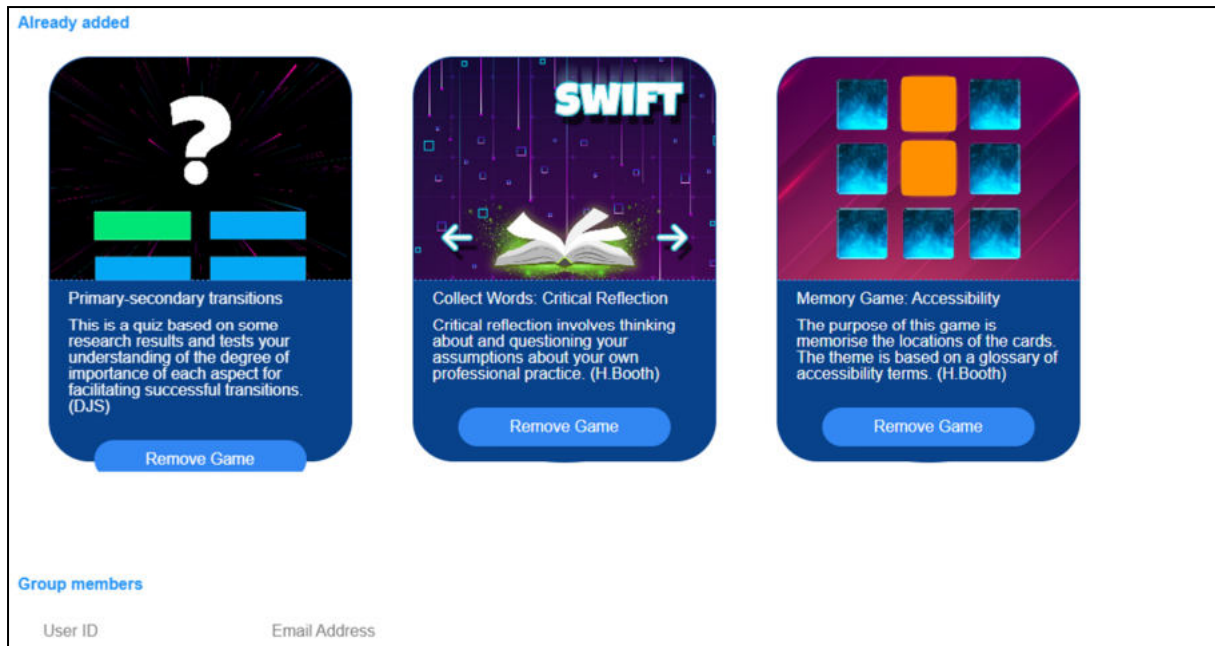 Already added
?
SWIFT
Primary-secondary transitions
This is a quiz based on some
research results and tests your
understanding of the degree of
importance of each aspect for
facilitating successful transitions.
(DJS)
Remove Game
Collect Words: Critical Reflection
Critical reflection involves thinking
about and questioning your
assumptions about your own
professional practice. (H.Booth)
Remove Game
Memory Game: Accessibility
The purpose of this game is
memorise the locations of the cards.
The theme is based on a glossary of
accessibility terms. (H.Booth)
Remove Game
Group members
User ID
Email Address